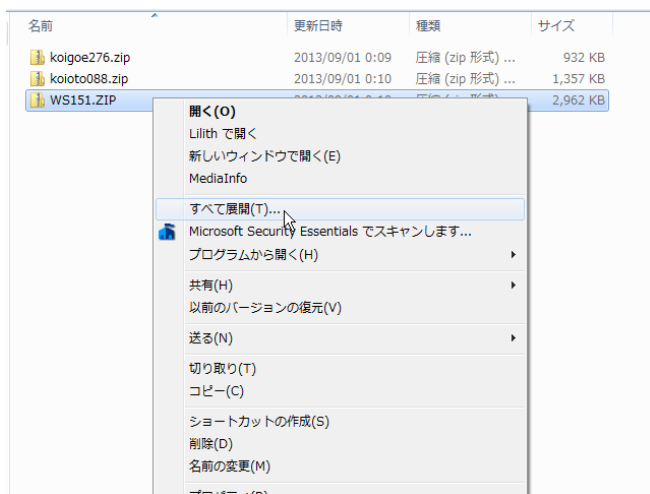 名前 更新日時 種類 サイズ
koigoe276.zip 2013/09/01 0:09 圧縮 (zip 形式) ... 932 KB
koioto088.zip 2013/09/01 0:10 圧縮 (zip 形式) ... 1,357 KB
WS151.ZIP 2,962 KB
開く(O)
Lilith で開く
新しいウィンドウで開く(E)
MediaInfo
すべて展開(T)...
Microsoft Security Essentials でスキャンします...
プログラムから開く(H)
共有(H)
以前のバージョンの復元(V)
送る(N)
切り取り(T)
コピー(C)
ショートカットの作成(S)
削除(D)
名前の変更(M)